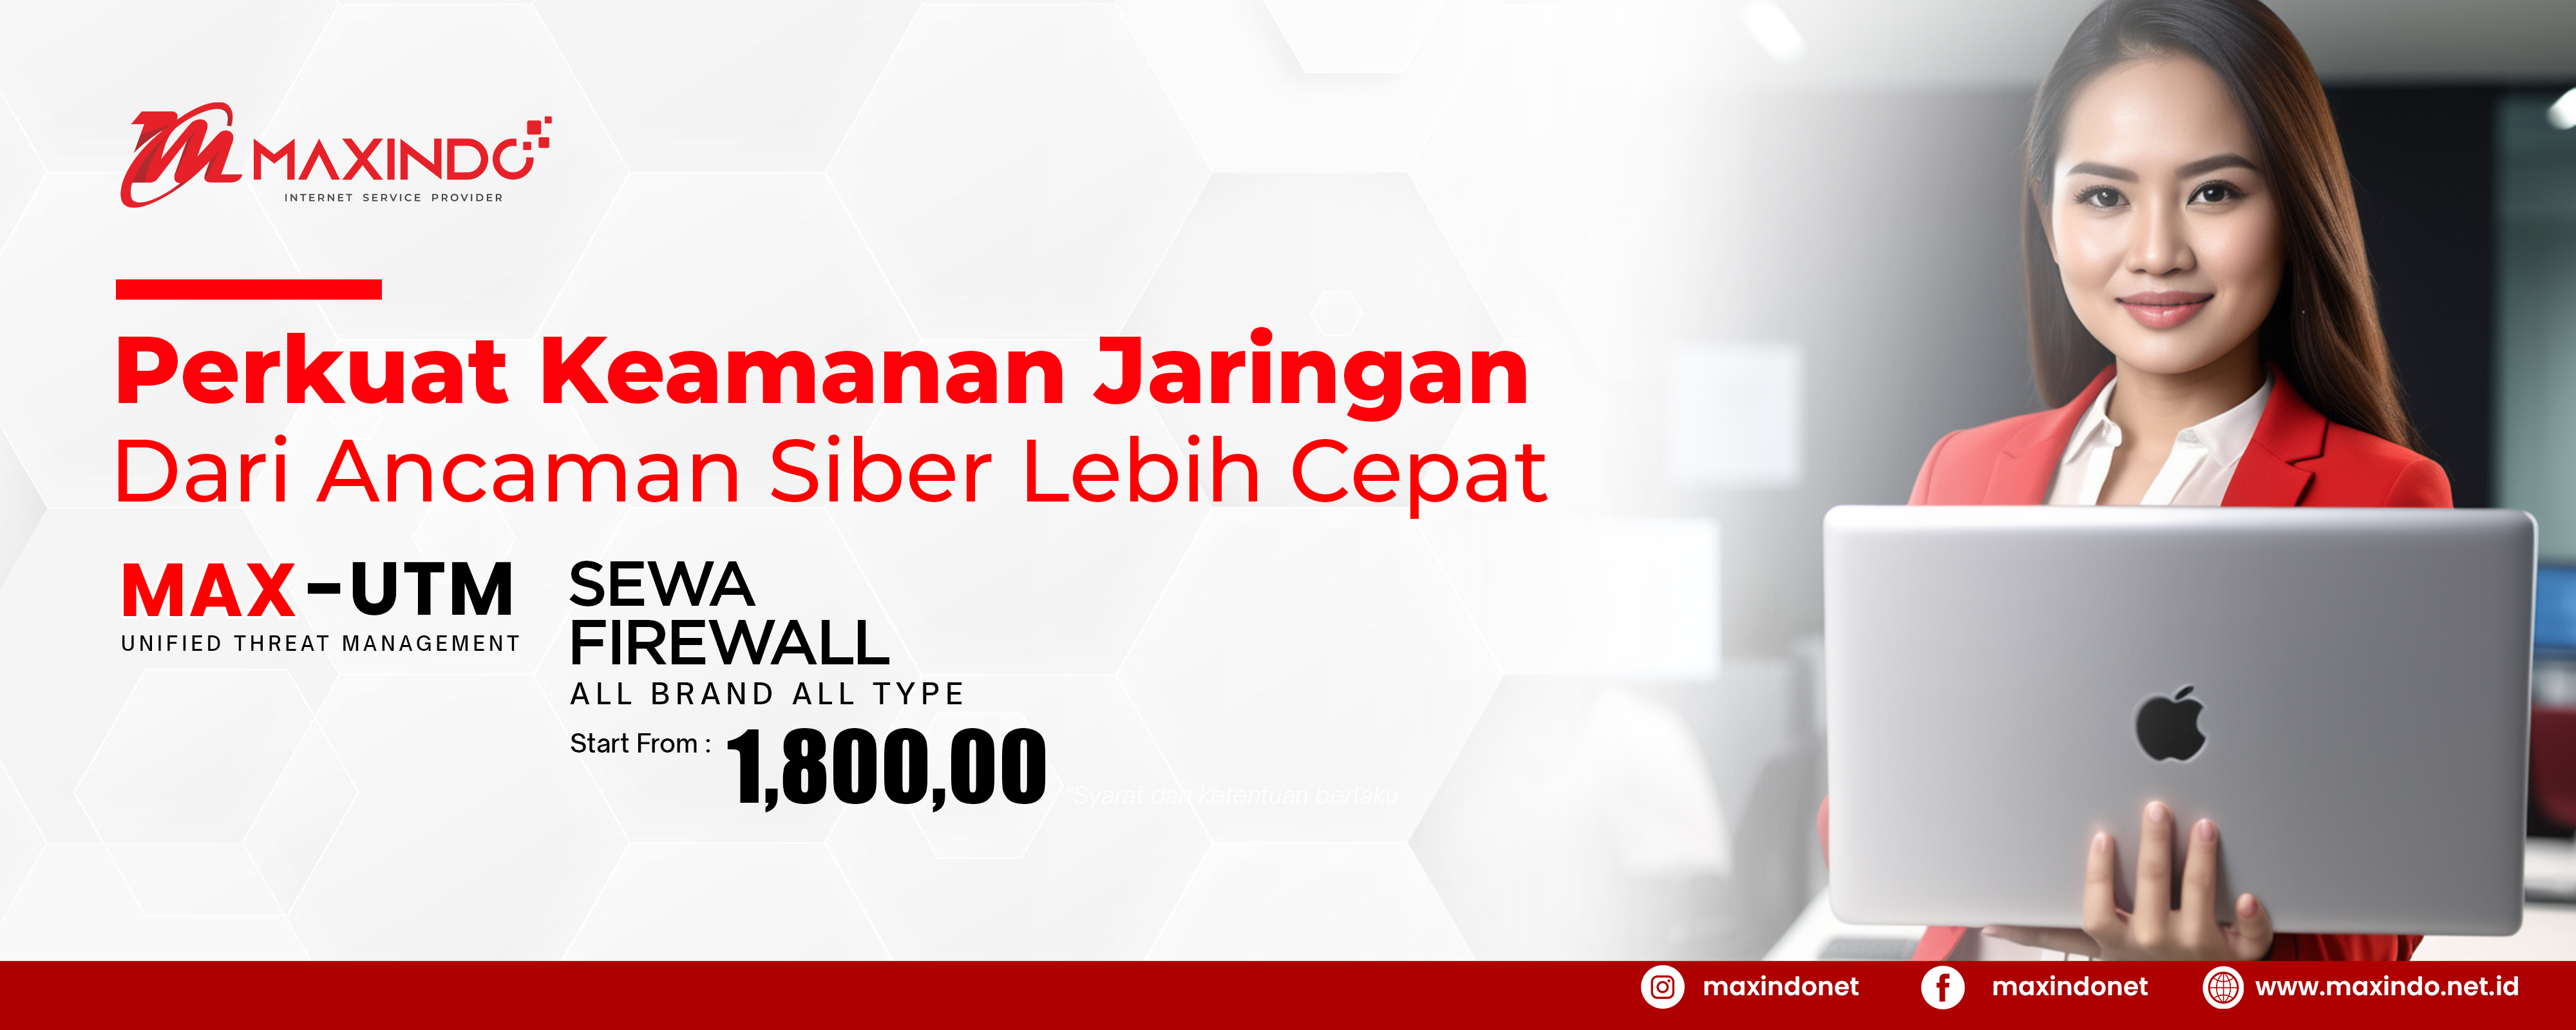 MAXINDO
INTERNET SERVICE PROVIDER
Perkuat Keamanan Jaringan
Dari Ancaman Siber Lebih Cepat
MAX-UTM
UNIFIED THREAT MANAGEMENT
SEWA
FIREWALL
ALL BRAND ALL TYPE
Start From : 1,800,00
*Syarat dan ketentuan berlaku
maxindonet
maxindonet
www.maxindo.net.id